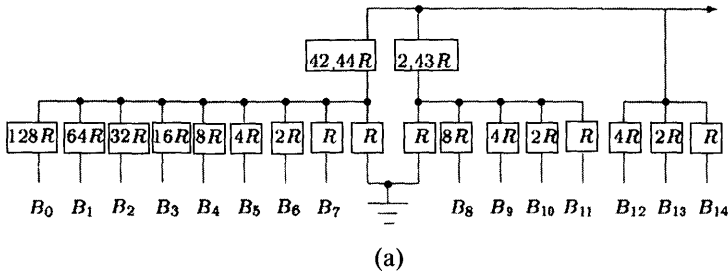 42,44R 2,43R
128R 64R 32R 16R 8R 4R 2R R R R 8R 4R 2R R 4R 2R R
B₀ B₁ B₂ B₃ B₄ B₅ B₆ B₇ B₈ B₉ B₁₀ B₁₁ B₁₂ B₁₃ B₁₄
(a)